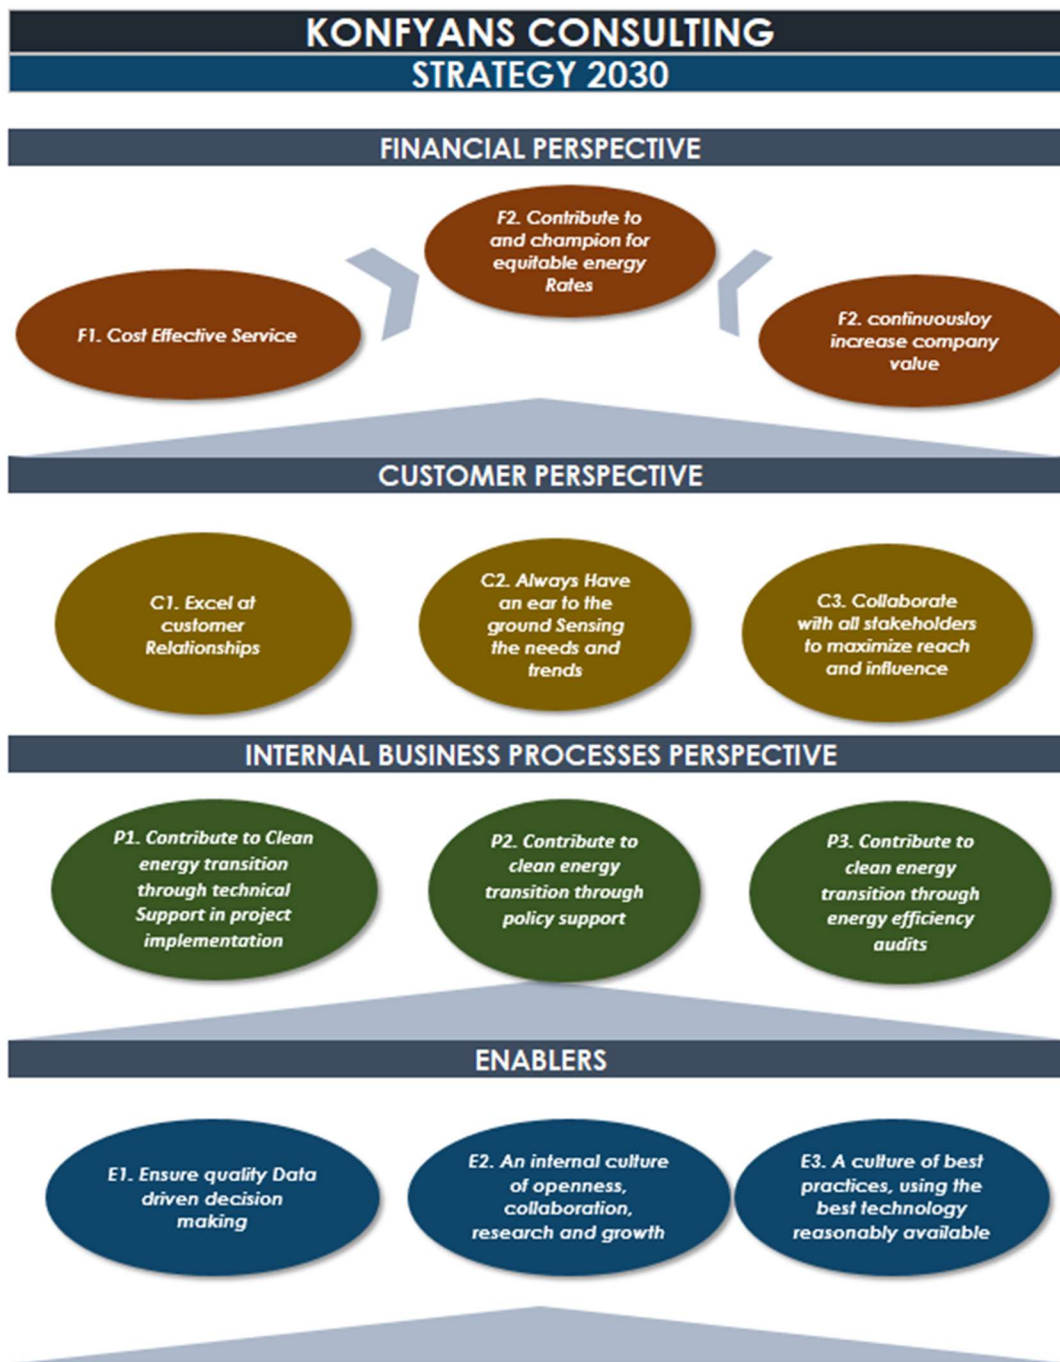 KONFYANS CONSULTING
STRATEGY 2030
FINANCIAL PERSPECTIVE
F1. Cost Effective Service
F2. Contribute to
and champion for
equitable energy
Rates
F2. continuousloy
increase company
value
CUSTOMER PERSPECTIVE
C1. Excel at
customer
Relationships
C2. Always Have
an ear to the
ground Sensing
the needs and
trends
C3. Collaborate
with all stakeholders
to maximize reach
and influence
INTERNAL BUSINESS PROCESSES PERSPECTIVE
P1. Contribute to Clean
energy transition
through technical
Support in project
implementation
P2. Contribute to
clean energy
transition through
policy support
P3. Contribute to
clean energy
transition through
energy efficiency
audits
ENABLERS
E1. Ensure quality Data
driven decision
making
E2. An internal culture
of openness,
collaboration,
research and growth
E3. A culture of best
practices, using the
best technology
reasonably available